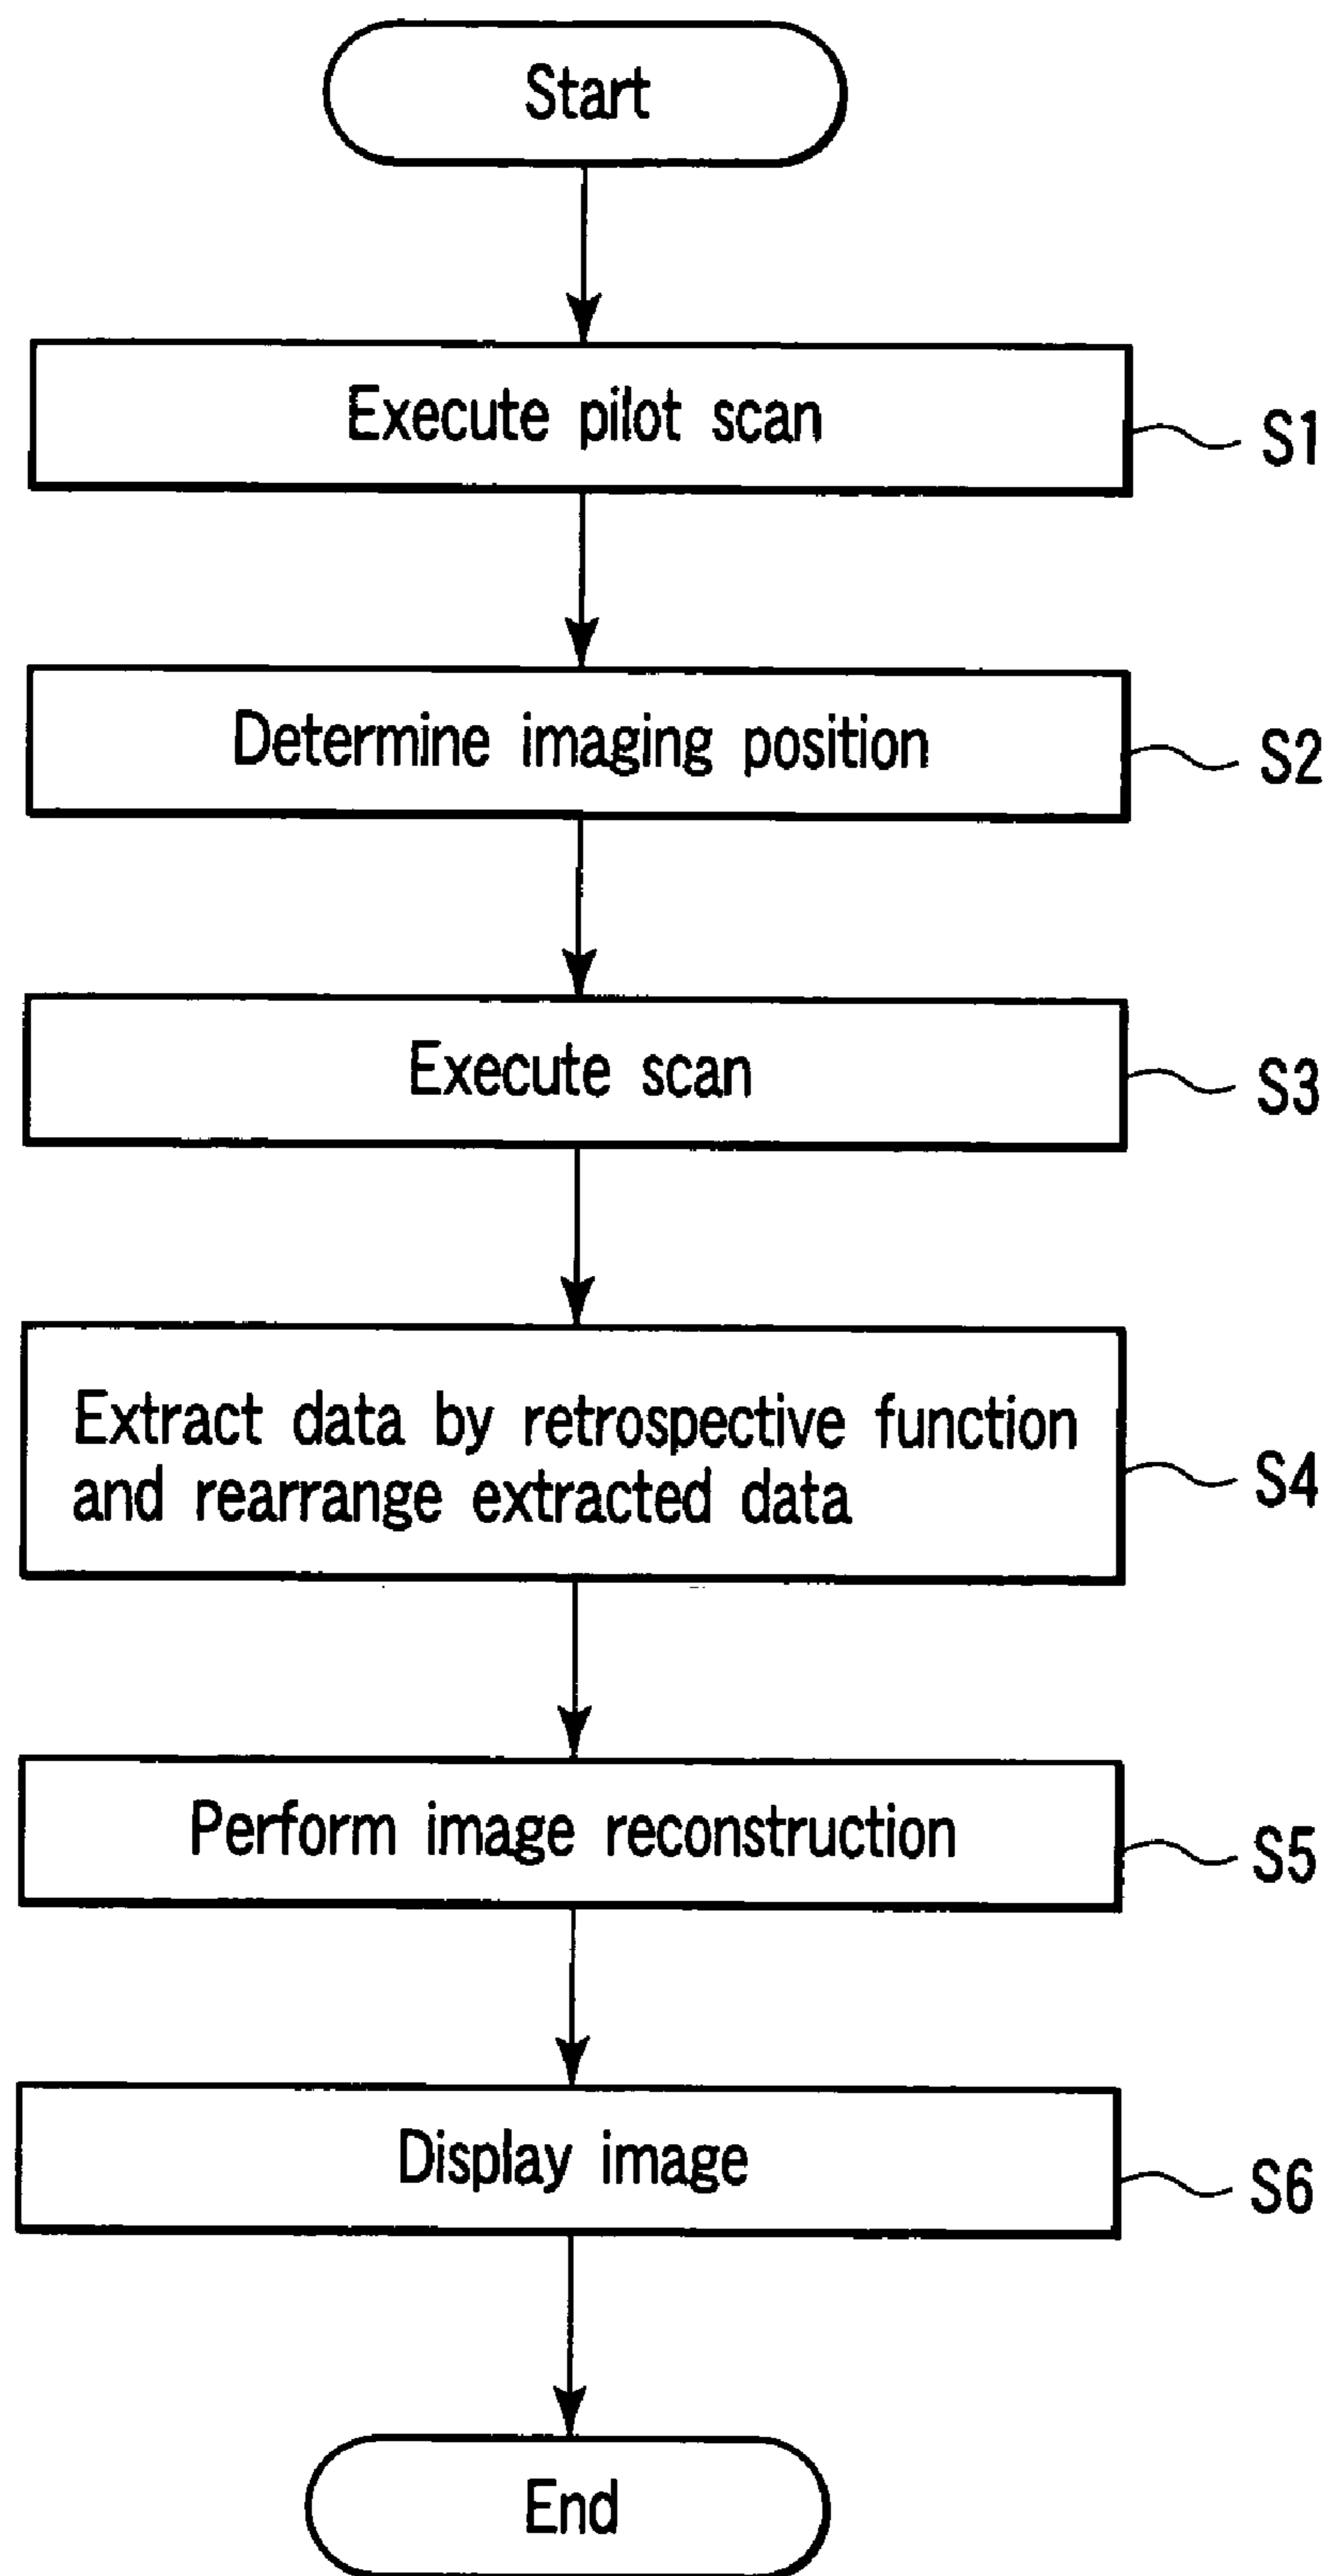 Start
Execute pilot scan
S1
Determine imaging position
S2
Execute scan
S3
Extract data by retrospective function
and rearrange extracted data
S4
Perform image reconstruction
S5
Display image
S6
End